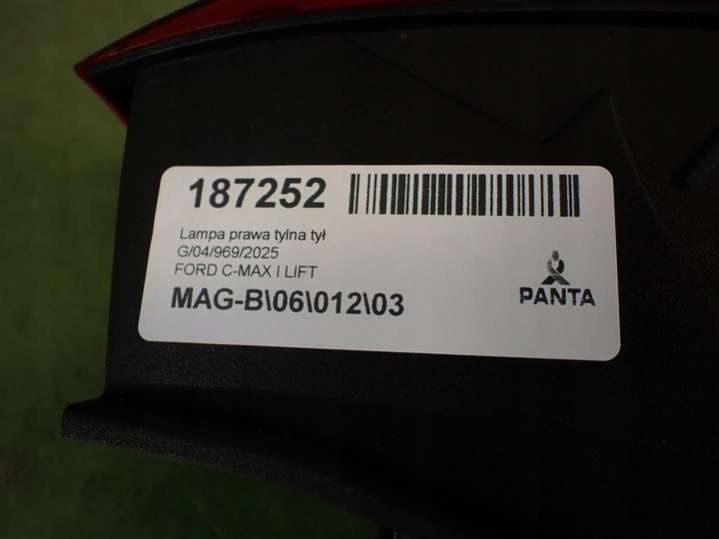 187252
Lampa prawa tylna tył
G/04/969/2025
FORD C-MAX I LIFT
MAG-B\06\012\03
PANTA